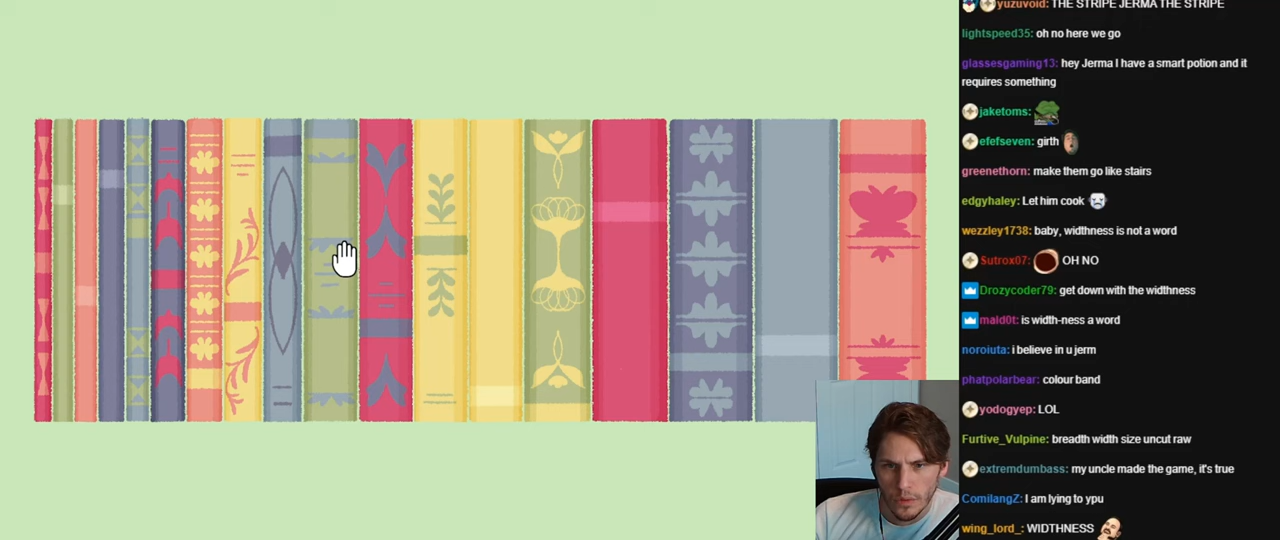 yuzuvoid: THE STRIPE JERMA THE STRIPE
lightspeed35: oh no here we go
glassesgaming13: hey Jerma I have a smart potion and it
requires something
jaketoms:
efefseven: girth
greenethorn: make them go like stairs
edgyhaley: Let him cook
wezzley1738: baby, widthness is not a word
Sutrox07: OH NO
Drozycoder79: get down with the widthness
mald0t: is width-ness a word
noroiuta: i believe in u jerm
phatpolarbear: colour band
yodogyep: LOL
Furtive_Vulpine: breadth width size uncut raw
extremdumbass: my uncle made the game, it's true
ComilangZ: I am lying to ypu
wing_lord_: WIDTHNESS